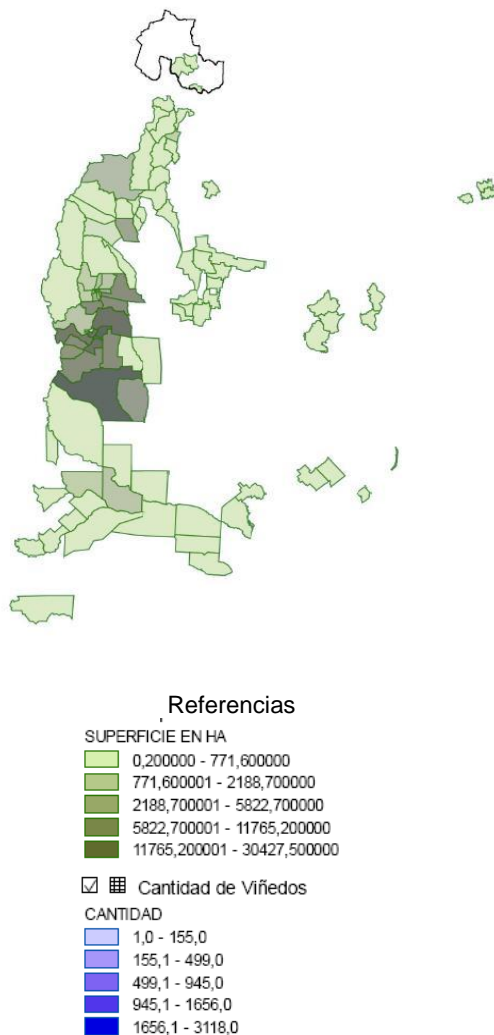 Referencias
SUPERFICIE EN HA
0,200000 - 771,600000
771,600001 - 2188,700000
2188,700001 - 5822,700000
5822,700001 - 11765,200000
11765,200001 - 30427,500000
Cantidad de Viñedos
CANTIDAD
1,0 - 155,0
155,1 - 499,0
499,1 - 945,0
945,1 - 1656,0
1656,1 - 3118,0